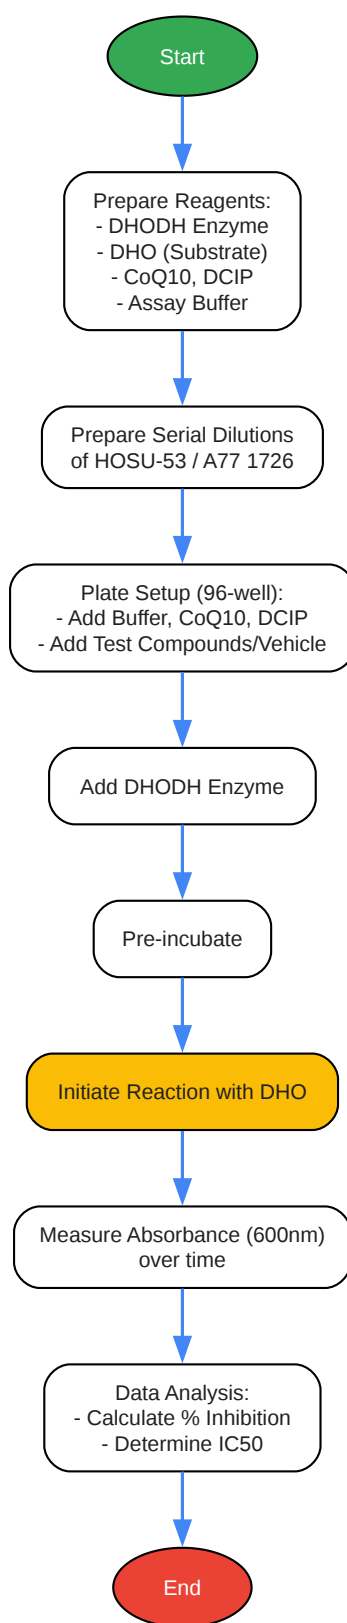 Start
Prepare Reagents:
- DHODH Enzyme
- DHO (Substrate)
- CoQ10, DCIP
- Assay Buffer
Prepare Serial Dilutions
of HOSU-53 / A77 1726
Plate Setup (96-well):
- Add Buffer, CoQ10, DCIP
- Add Test Compounds/Vehicle
Add DHODH Enzyme
Pre-incubate
Initiate Reaction with DHO
Measure Absorbance (600nm)
over time
Data Analysis:
- Calculate % Inhibition
- Determine IC50
End